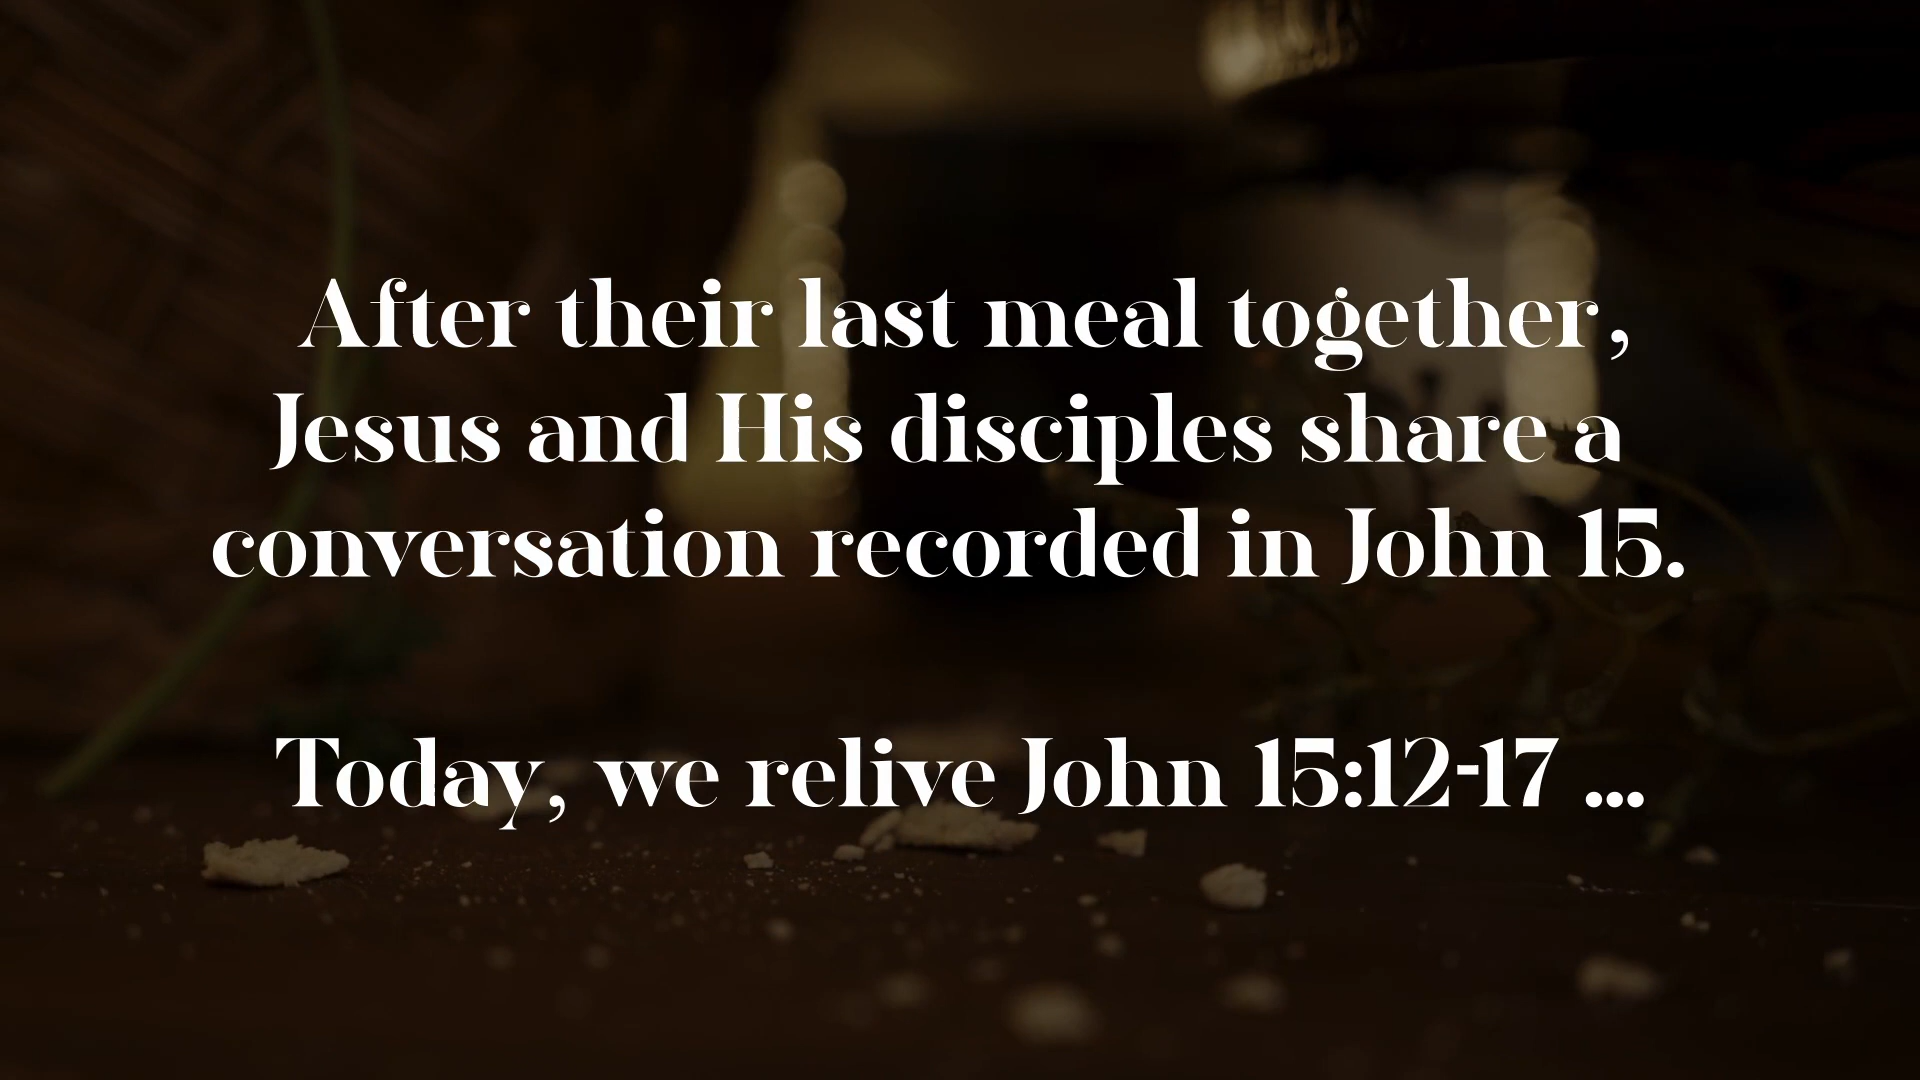 After their last meal together,
Jesus and His disciples share a
conversation recorded in John 15.
Today, we relive John 15:12-17 ...